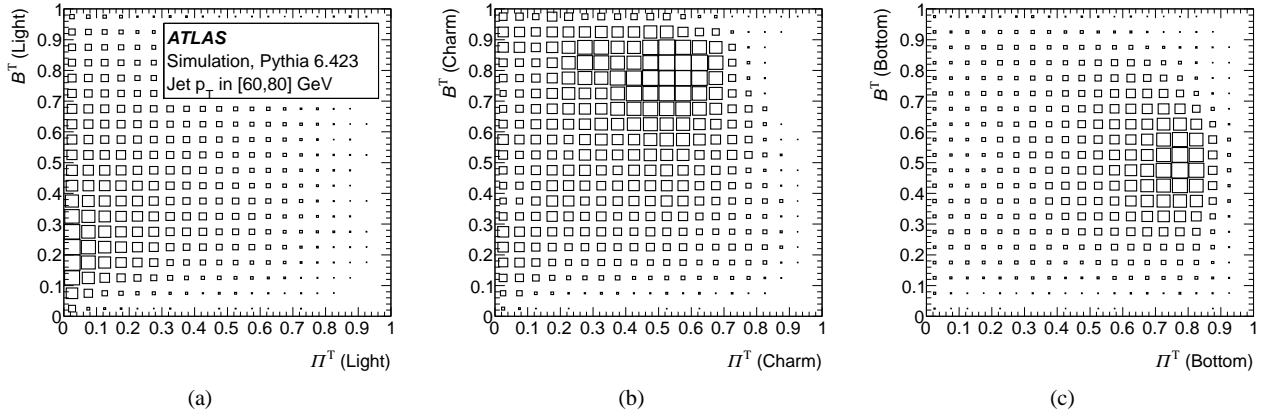 B^T (Light)
1
0.9
0.8
0.7
0.6
0.5
0.4
0.3
0.2
0.1
0
ATLAS
Simulation, Pythia 6.423
Jet p_T in [60,80] GeV
0 0.1 0.2 0.3 0.4 0.5 0.6 0.7 0.8 0.9 1
Π^T (Light)
(a)
B^T (Charm)
1
0.9
0.8
0.7
0.6
0.5
0.4
0.3
0.2
0.1
0
0 0.1 0.2 0.3 0.4 0.5 0.6 0.7 0.8 0.9 1
Π^T (Charm)
(b)
B^T (Bottom)
1
0.9
0.8
0.7
0.6
0.5
0.4
0.3
0.2
0.1
0
0 0.1 0.2 0.3 0.4 0.5 0.6 0.7 0.8 0.9 1
Π^T (Bottom)
(c)